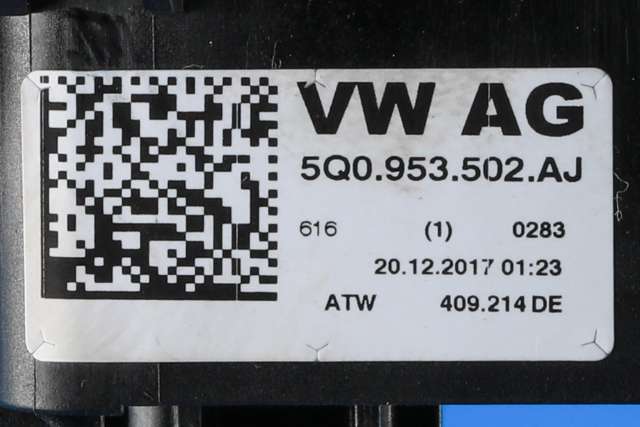 VW AG
5Q0.953.502.AJ
616 (1) 0283
20.12.2017 01:23
ATW 409.214 DE